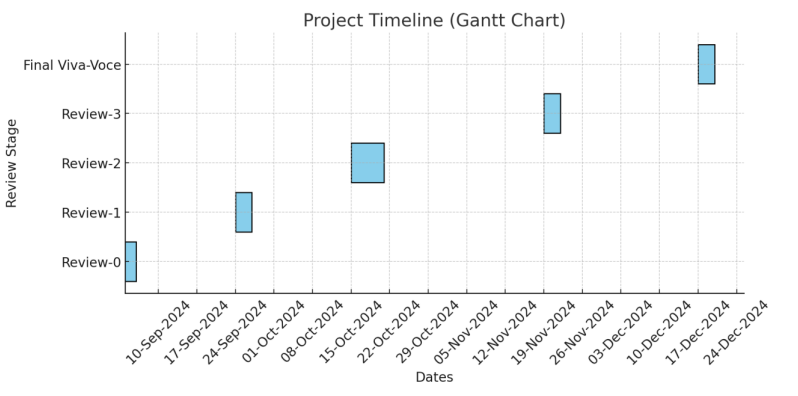 Project Timeline (Gantt Chart)
Review Stage
Final Viva-Voce
Review-3
Review-2
Review-1
Review-0
10-Sep-2024
17-Sep-2024
24-Sep-2024
01-Oct-2024
08-Oct-2024
15-Oct-2024
22-Oct-2024
29-Oct-2024
05-Nov-2024
12-Nov-2024
19-Nov-2024
26-Nov-2024
03-Dec-2024
10-Dec-2024
17-Dec-2024
24-Dec-2024
Dates